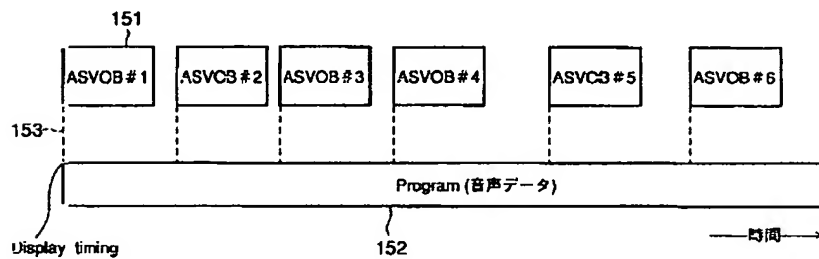 151
ASVOB#1
ASVCB#2
ASVOB#3
ASVOB#4
ASVCB#5
ASVOB#6
153
Program (音声データ)
Display timing
152
時間